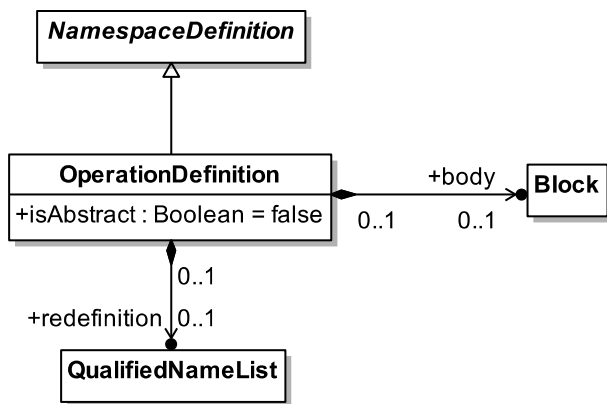 NamespaceDefinition
OperationDefinition
+isAbstract : Boolean = false
+body
0..1
0..1
Block
0..1
+redefinition
0..1
QualifiedNameList